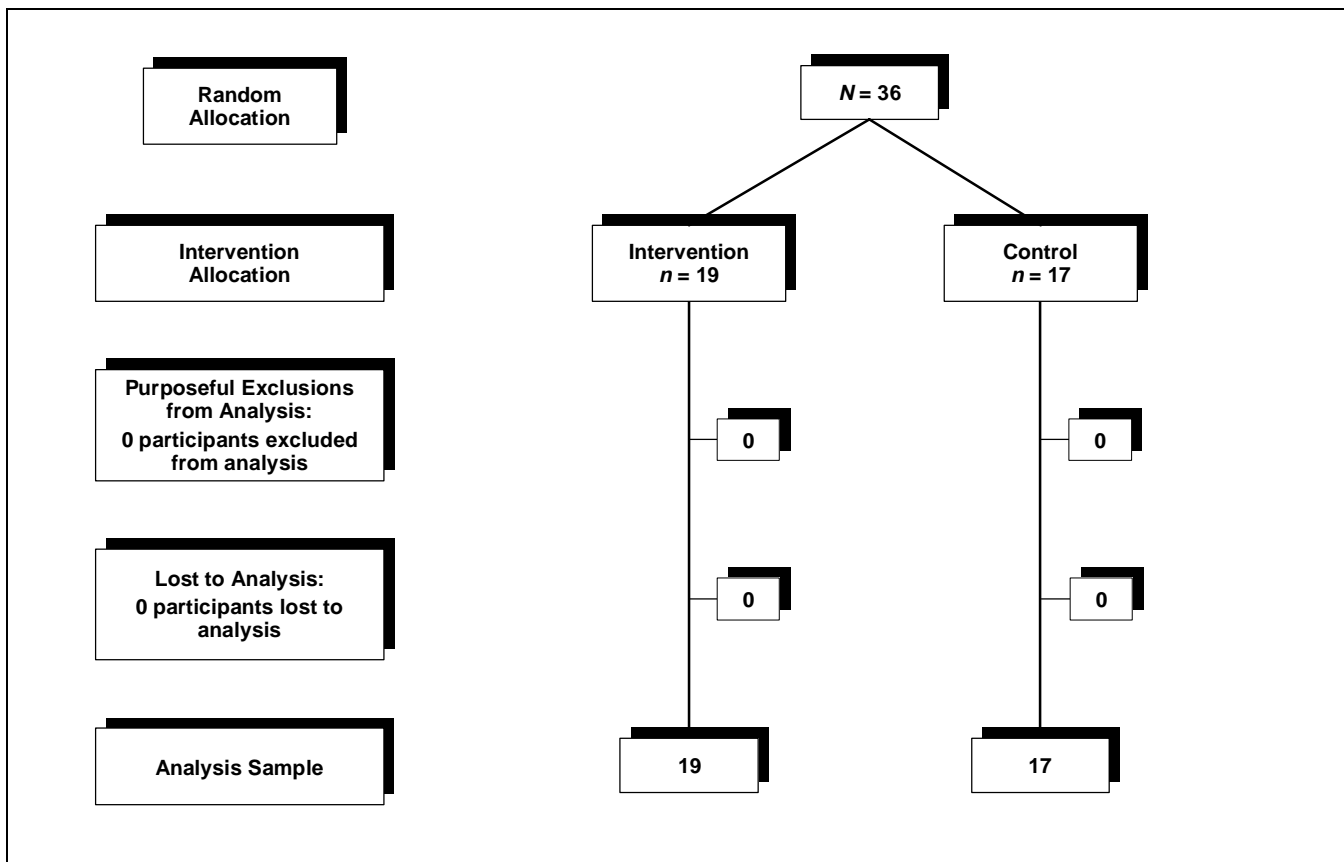 Random
Allocation
N = 36
Intervention
Allocation
Intervention
n = 19
Control
n = 17
Purposeful Exclusions
from Analysis:
0 participants excluded
from analysis
0
0
Lost to Analysis:
0 participants lost to
analysis
0
0
Analysis Sample
19
17